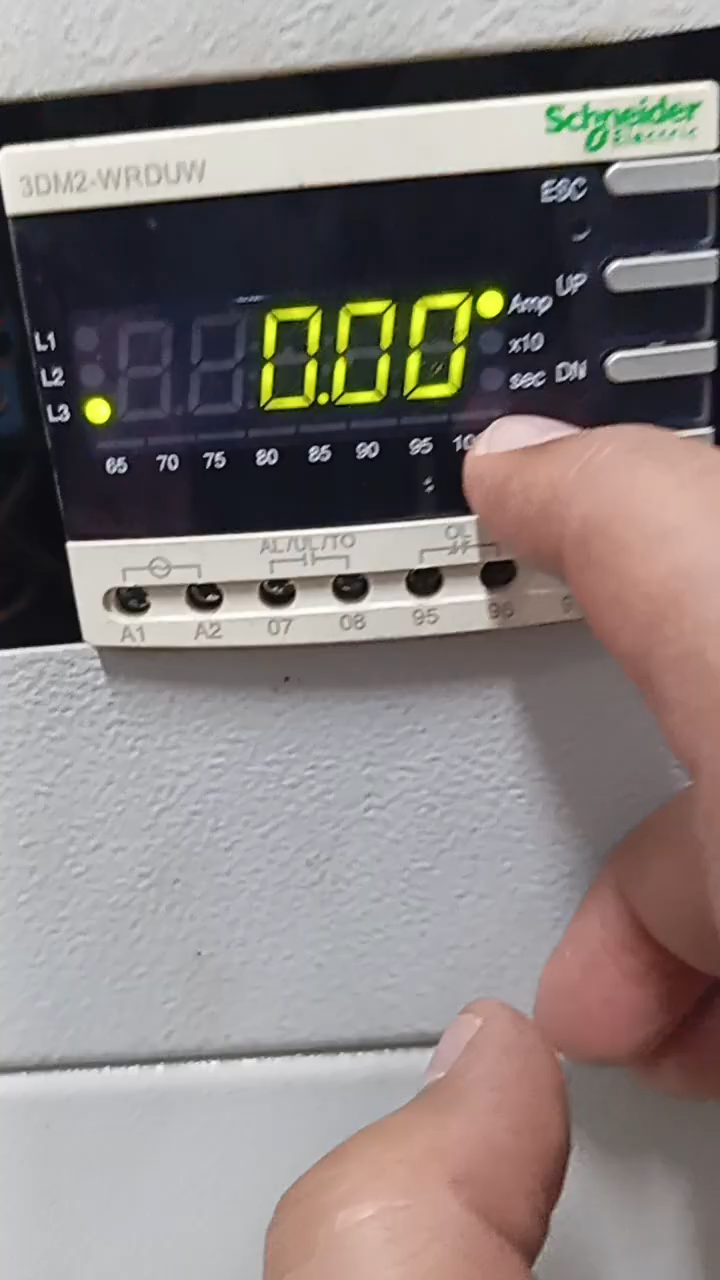 Schneider
Electric
3DM2-WRDUW
ESC
UP
0.00 Amp
L1
x10
L2
sec DN
L3
65 70 75 80 85 90 95
AL/UL/TO
A1 A2 07 08 95 96